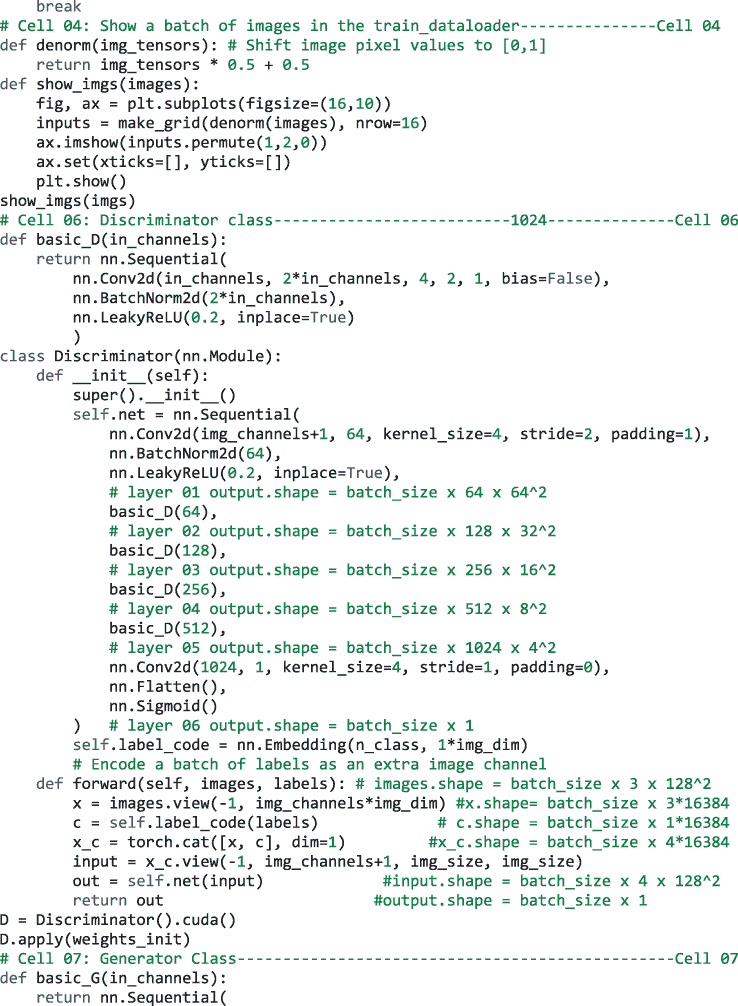 break
# Cell 04: Show a batch of images in the train_dataloader---------------Cell 04
def denorm(img_tensors): # Shift image pixel values to [0,1]
    return img_tensors * 0.5 + 0.5
def show_imgs(images):
    fig, ax = plt.subplots(figsize=(16,10))
    inputs = make_grid(denorm(images), nrow=16)
    ax.imshow(inputs.permute(1,2,0))
    ax.set(xticks=[], yticks=[])
    plt.show()
show_imgs(imgs)
# Cell 06: Discriminator class--------------------------1024--------------Cell 06
def basic_D(in_channels):
    return nn.Sequential(
        nn.Conv2d(in_channels, 2*in_channels, 4, 2, 1, bias=False),
        nn.BatchNorm2d(2*in_channels),
        nn.LeakyReLU(0.2, inplace=True)
        )
class Discriminator(nn.Module):
    def __init__(self):
        super().__init__()
        self.net = nn.Sequential(
            nn.Conv2d(img_channels+1, 64, kernel_size=4, stride=2, padding=1),
            nn.BatchNorm2d(64),
            nn.LeakyReLU(0.2, inplace=True),
            # layer 01 output.shape = batch_size x 64 x 64^2
            basic_D(64),
            # layer 02 output.shape = batch_size x 128 x 32^2
            basic_D(128),
            # layer 03 output.shape = batch_size x 256 x 16^2
            basic_D(256),
            # layer 04 output.shape = batch_size x 512 x 8^2
            basic_D(512),
            # layer 05 output.shape = batch_size x 1024 x 4^2
            nn.Conv2d(1024, 1, kernel_size=4, stride=1, padding=0),
            nn.Flatten(),
            nn.Sigmoid()
        )   # layer 06 output.shape = batch_size x 1
        self.label_code = nn.Embedding(n_class, 1*img_dim)
        # Encode a batch of labels as an extra image channel
    def forward(self, images, labels): # images.shape = batch_size x 3 x 128^2
        x = images.view(-1, img_channels*img_dim) #x.shape= batch_size x 3*16384
        c = self.label_code(labels)             # c.shape = batch_size x 1*16384
        x_c = torch.cat([x, c], dim=1)         #x_c.shape = batch_size x 4*16384
        input = x_c.view(-1, img_channels+1, img_size, img_size)
        out = self.net(input)             #input.shape = batch_size x 4 x 128^2
        return out                       #output.shape = batch_size x 1
D = Discriminator().cuda()
D.apply(weights_init)
# Cell 07: Generator Class------------------------------------------------Cell 07
def basic_G(in_channels):
    return nn.Sequential(